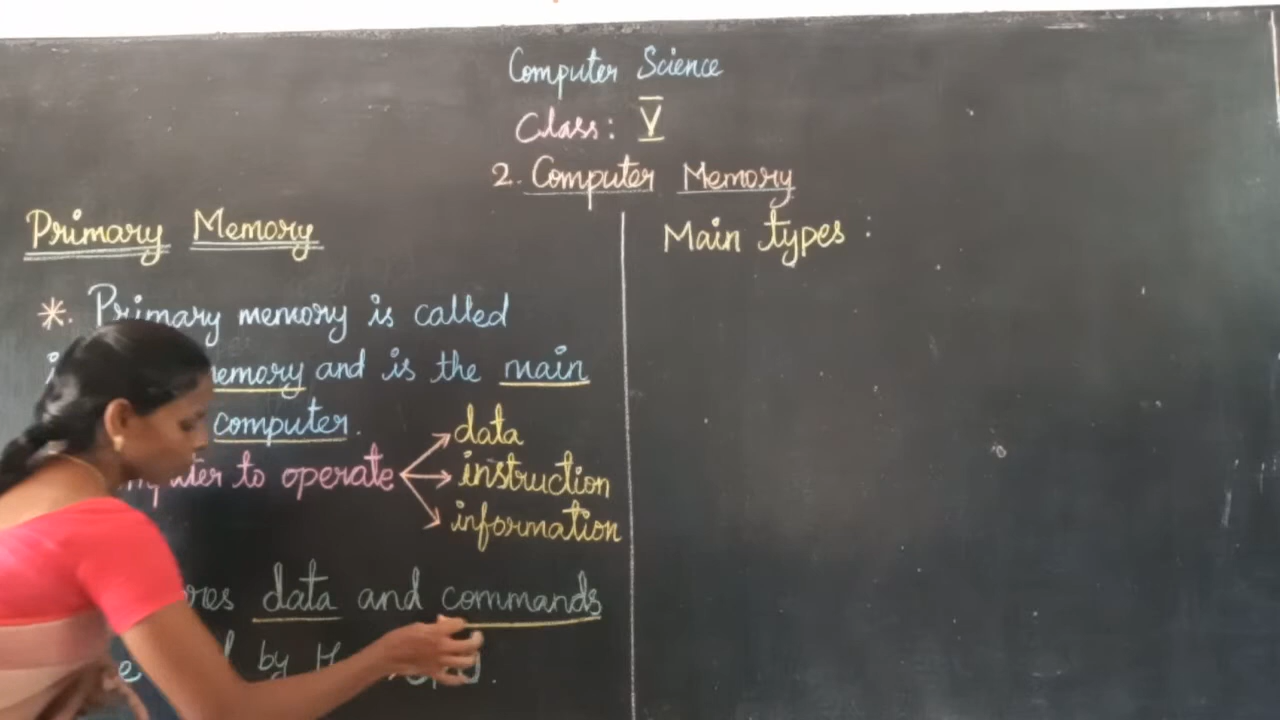 Computer Science
Class: V
2. Computer Memory
Primary Memory
*. Primary memory is called
and is the main
computer.
to operate
data
instruction
information
data and commands
by
Main types :